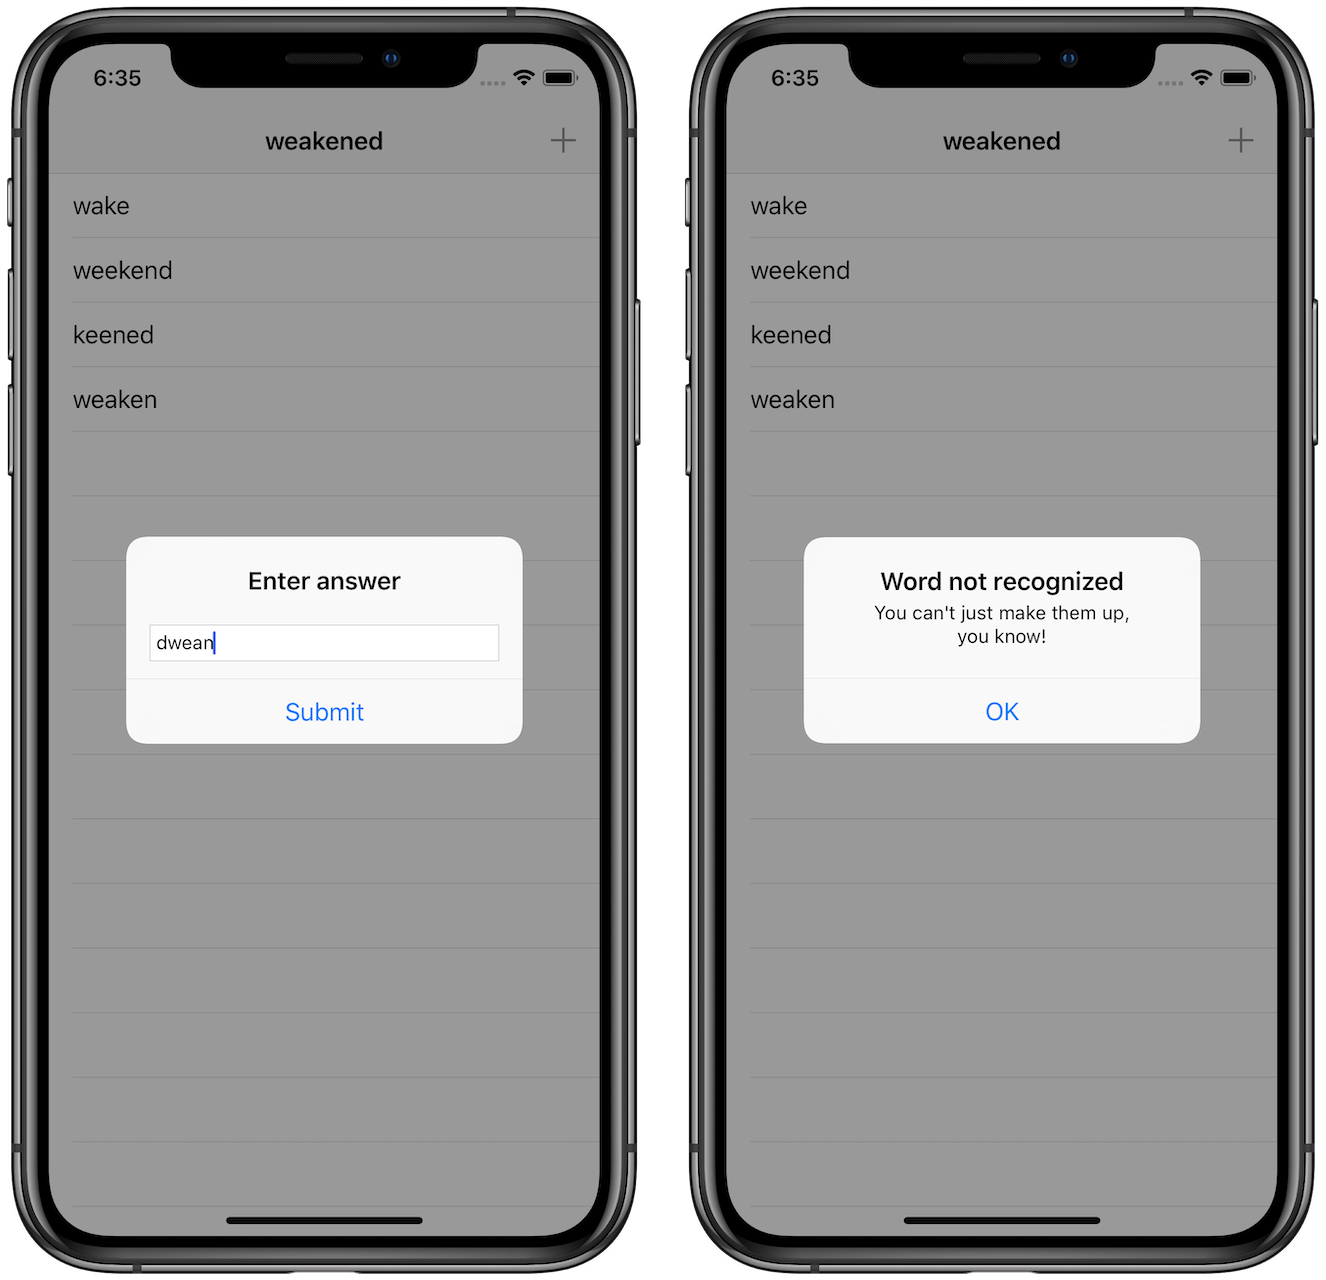 6:35
weakened
wake
weekend
keened
weaken
Enter answer
dwean
Submit
6:35
weakened
wake
weekend
keened
weaken
Word not recognized
You can't just make them up,
you know!
OK